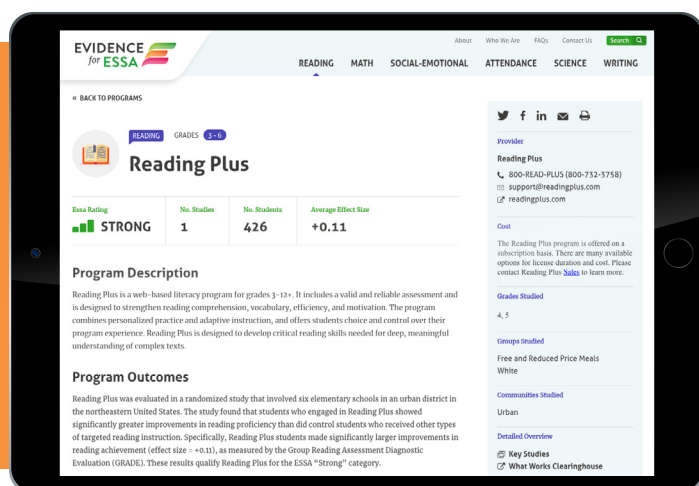 About Who We Are FAQs Contact Us Search
EVIDENCE
for ESSA
READING MATH SOCIAL-EMOTIONAL ATTENDANCE SCIENCE WRITING
« BACK TO PROGRAMS
READING GRADES 3 - 6
Reading Plus
Essa Rating No. Studies No. Students Average Effect Size
STRONG 1 426 +0.11
Program Description
Reading Plus is a web-based literacy program for grades 3-12+. It includes a valid and reliable assessment and
is designed to strengthen reading comprehension, vocabulary, efficiency, and motivation. The program
combines personalized practice and adaptive instruction, and offers students choice and control over their
program experience. Reading Plus is designed to develop critical reading skills needed for deep, meaningful
understanding of complex texts.
Program Outcomes
Reading Plus was evaluated in a randomized study that involved six elementary schools in an urban district in
the northeastern United States. The study found that students who engaged in Reading Plus showed
significantly greater improvements in reading proficiency than did control students who received other types
of targeted reading instruction. Specifically, Reading Plus students made significantly larger improvements in
reading achievement (effect size = +0.11), as measured by the Group Reading Assessment Diagnostic
Evaluation (GRADE). These results qualify Reading Plus for the ESSA “Strong” category.
Provider
Reading Plus
800-READ-PLUS (800-732-3758)
support@readingplus.com
readingplus.com
Cost
The Reading Plus program is offered on a
subscription basis. There are many available
options for license duration and cost. Please
contact Reading Plus Sales to learn more.
Grades Studied
4, 5
Groups Studied
Free and Reduced Price Meals
White
Communities Studied
Urban
Detailed Overview
Key Studies
What Works Clearinghouse